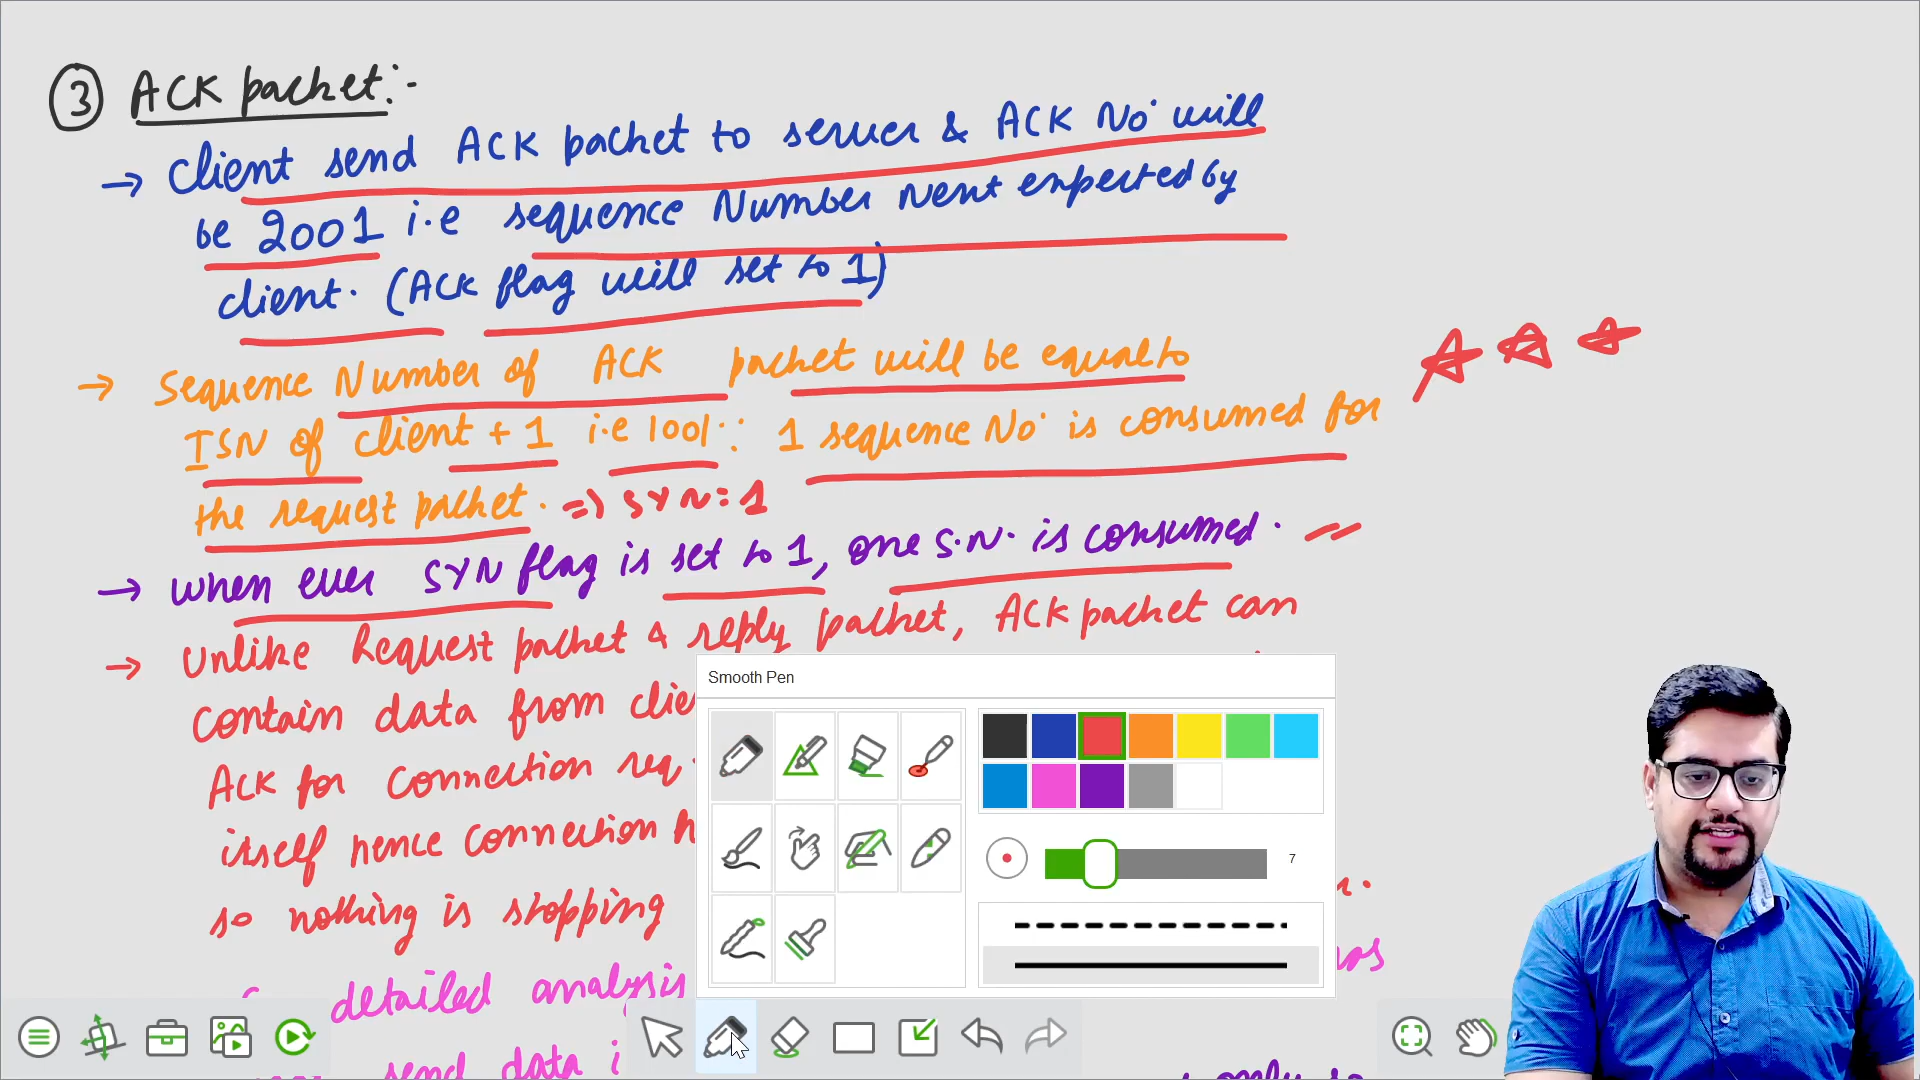 ③ ACK packet:-
→ Client send ACK packet to server & ACK No. will
be 2001 i.e sequence Number next expected by
client. (ACK flag will set to 1)
→ Sequence Number of ACK packet will be equal to
ISN of client + 1 i.e 1001 ∵ 1 sequence No. is consumed for
the request packet. => SYN=1
→ when ever SYN flag is set to 1, one S.N. is consumed.
→ Unlike Request packet & reply packet, ACK packet can
contain data from clie
ACK for connection req.
itself hence connection h
so nothing is stopping
detailed analysis
send data i
only so
Smooth Pen
7